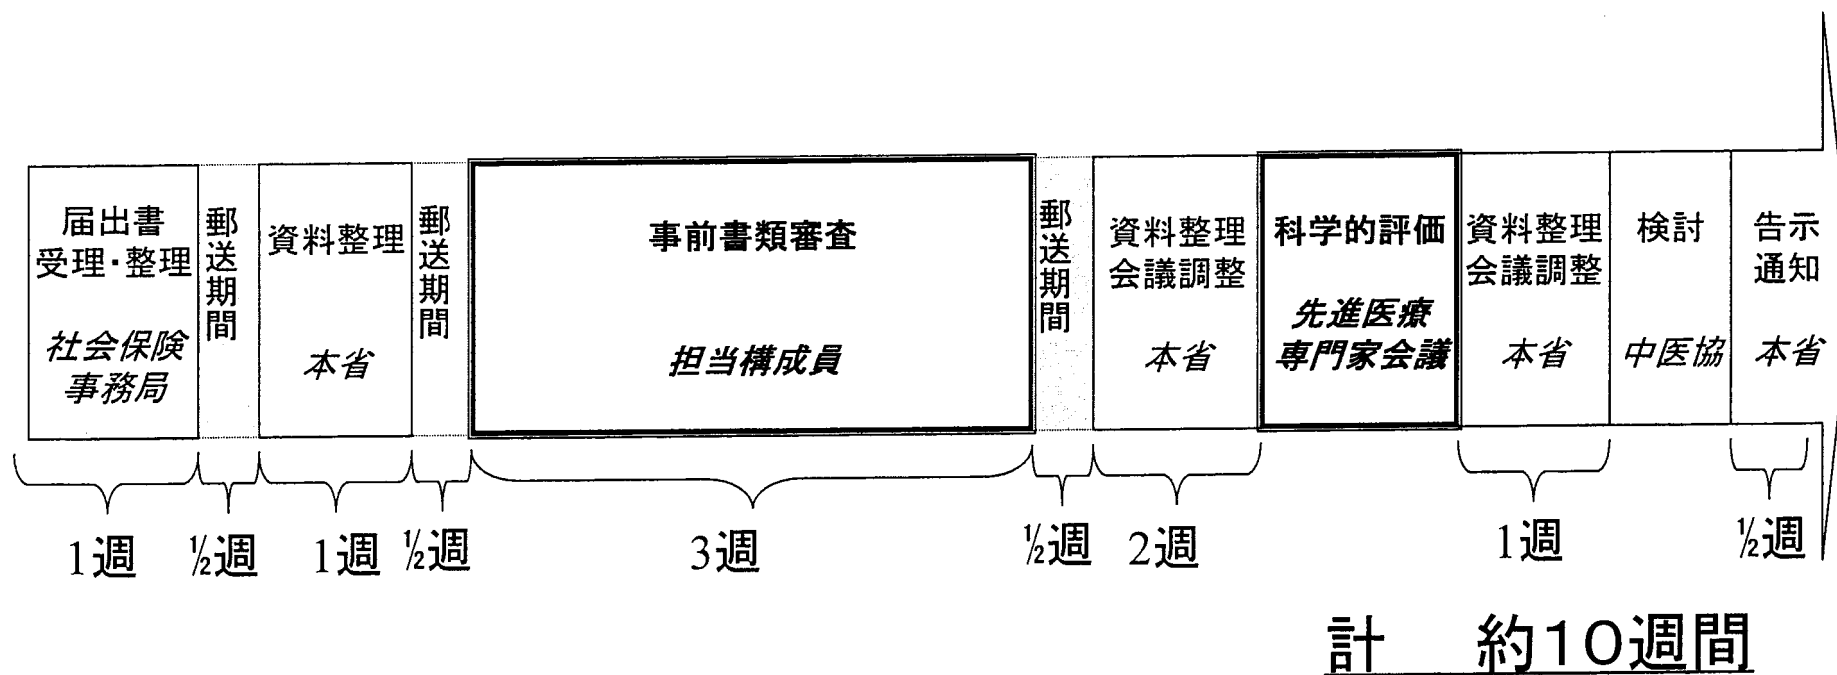 届出書
受理・整理
社会保険
事務局
郵送期間
資料整理
本省
郵送期間
事前書類審査
担当構成員
郵送期間
資料整理
会議調整
本省
科学的評価
先進医療
専門家会議
資料整理
会議調整
本省
検討
中医協
告示
通知
本省
1週
½週
1週
½週
3週
½週
2週
1週
½週
計　約10週間